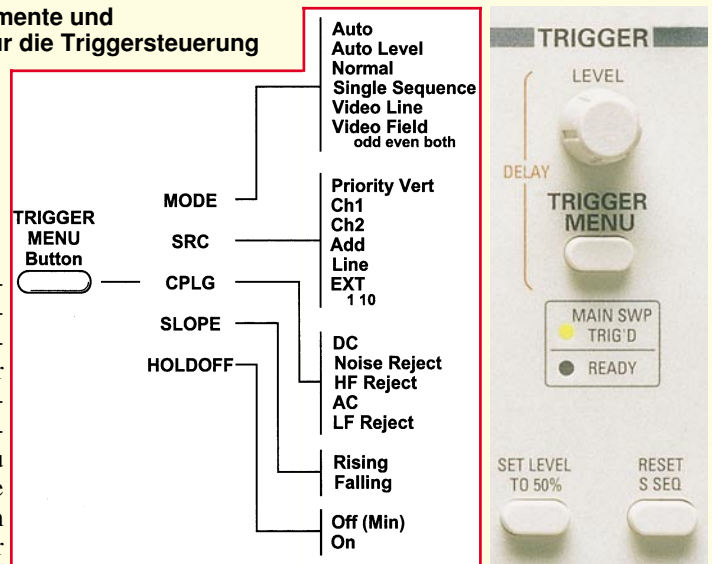 mente und
r die Triggersteuerung
TRIGGER
MENU
Button
MODE
SRC
CPLG
SLOPE
HOLDOFF
Auto
Auto Level
Normal
Single Sequence
Video Line
Video Field
odd even both
Priority Vert
Ch1
Ch2
Add
Line
EXT
1 10
DC
Noise Reject
HF Reject
AC
LF Reject
Rising
Falling
Off (Min)
On
TRIGGER
LEVEL
DELAY
TRIGGER
MENU
MAIN SWP
TRIG'D
READY
SET LEVEL
TO 50%
RESET
S SEQ